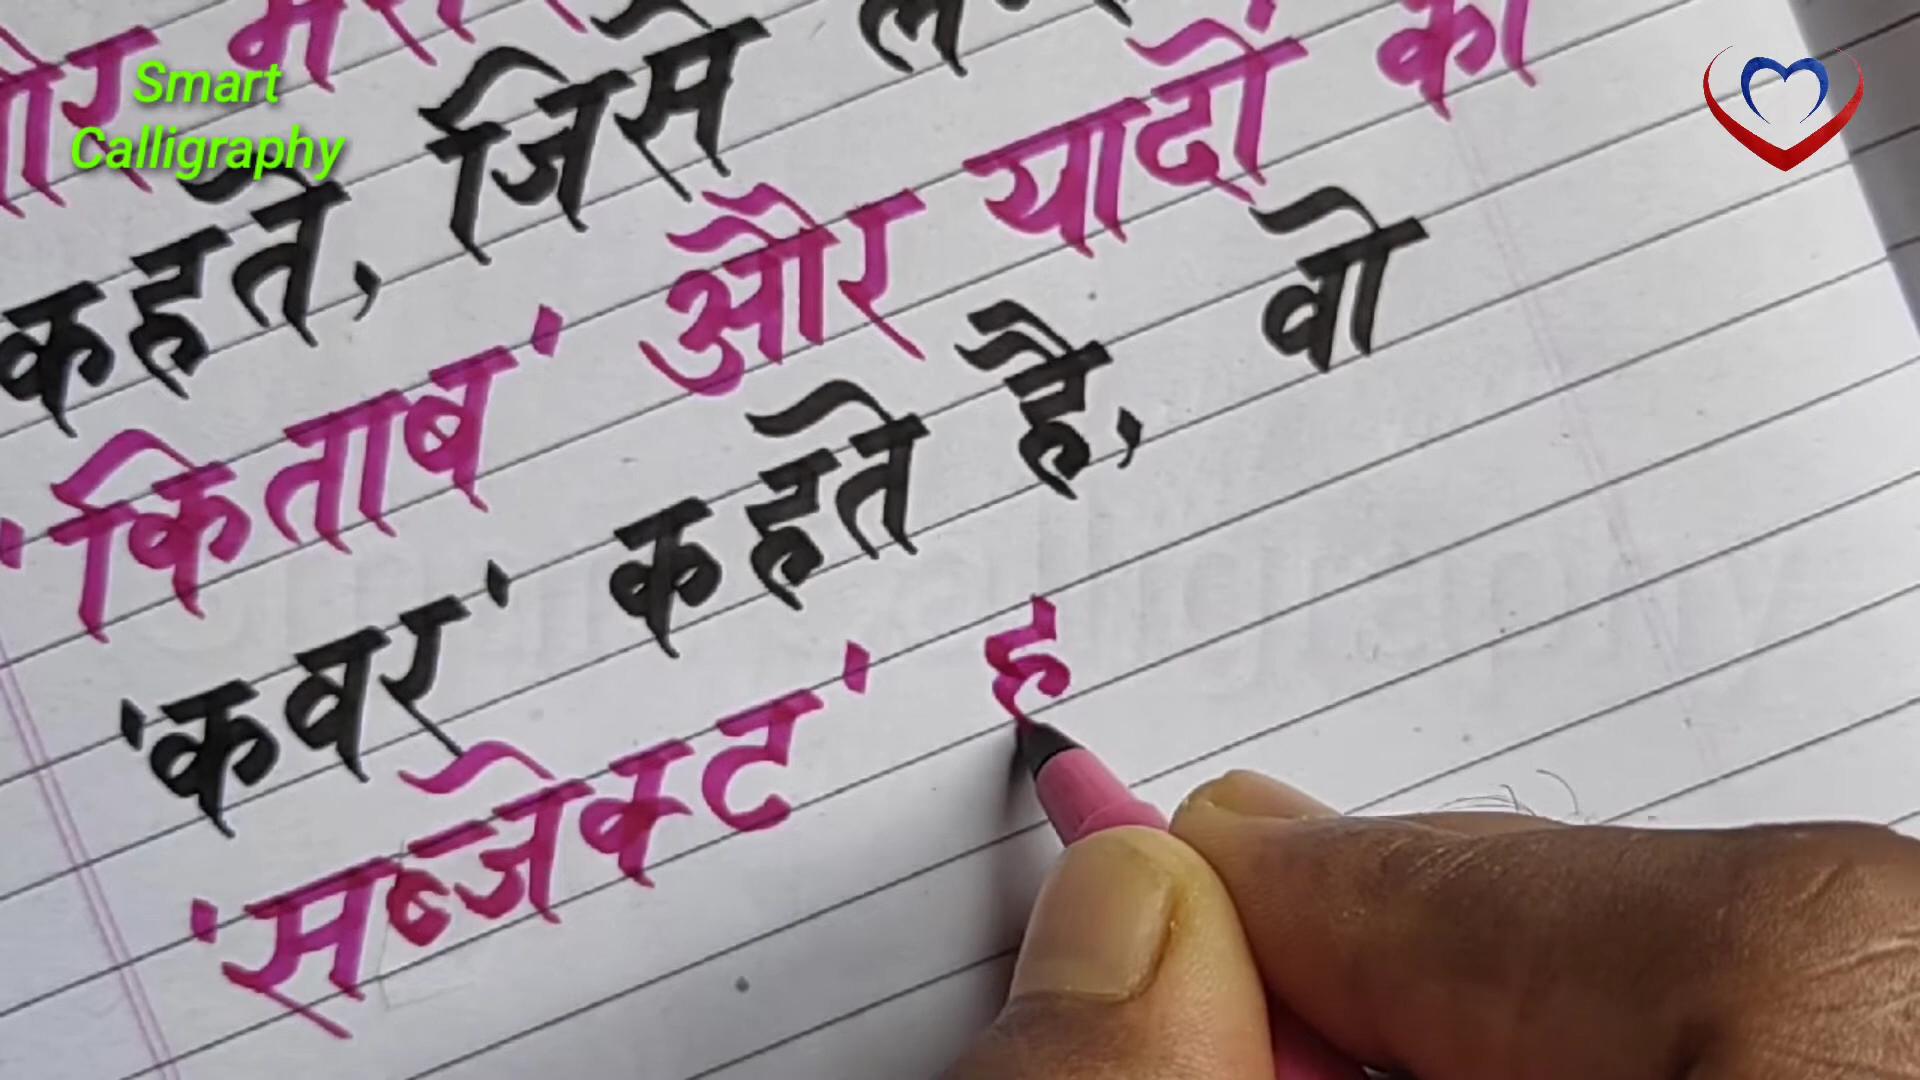 Smart
Calligraphy
कहते, जिसे
'किताब' और यादों को
'कवर' कहते है, वो
'सब्जेक्ट' ह